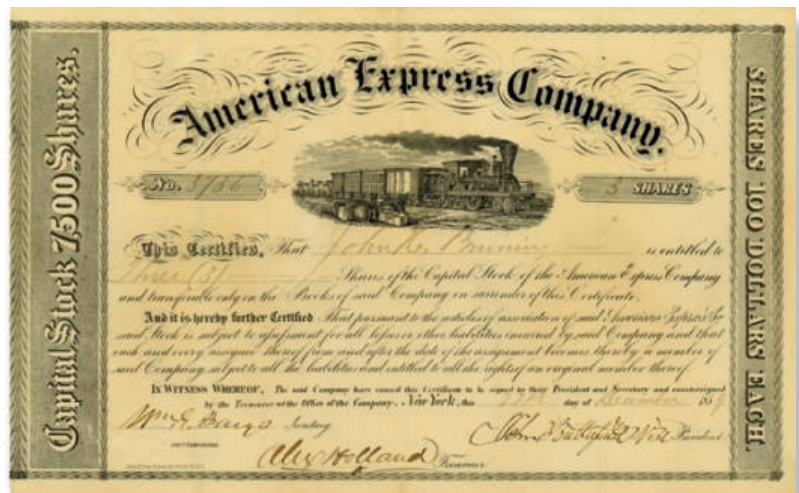 American Express Company.
Capital Stock 7500 Shares.
SHARES 100 DOLLARS EACH.
No.
3 SHARES
This Certifies, That John is entitled to
Three (3) Shares of the Capital Stock of the American Express Company
and transferable only on the Books of said Company on surrender of this Certificate.
And it is hereby further Certified That pursuant to the articles of association of said American Express Co
said Stock is subject to assessment for all losses or other liabilities incurred by said Company and that
each and every assignee thereof from and after the date of the assignment becomes thereby a member of
said Company subject to all the liabilities and entitled to all the rights of an original member thereof.
IN WITNESS WHEREOF, The said Company have caused this Certificate to be signed by their President and Secretary and countersigned
by the Treasurer at the Office of the Company, New York, this day of December 18
Wm G. Fargo Secretary
John Butterfield President
COUNTERSIGNED
Alex Holland Treasurer